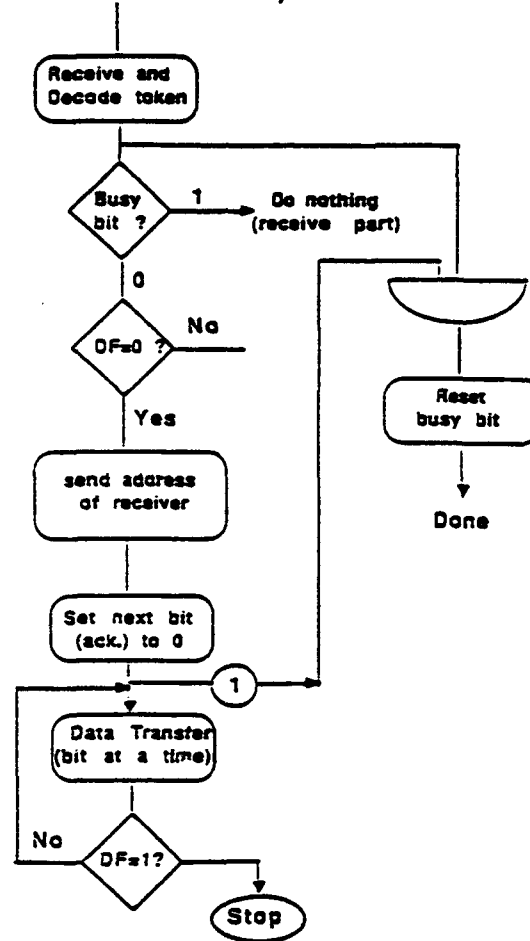 Receive and
Decade token
Busy
bit ?
1
Do nothing
(receive part)
0
DF=0 ?
No
Yes
send address
of receiver
Reset
busy bit
Done
Set next bit
(ack.) to 0
1
Data Transfer
(bit at a time)
No
DF=1?
Stop